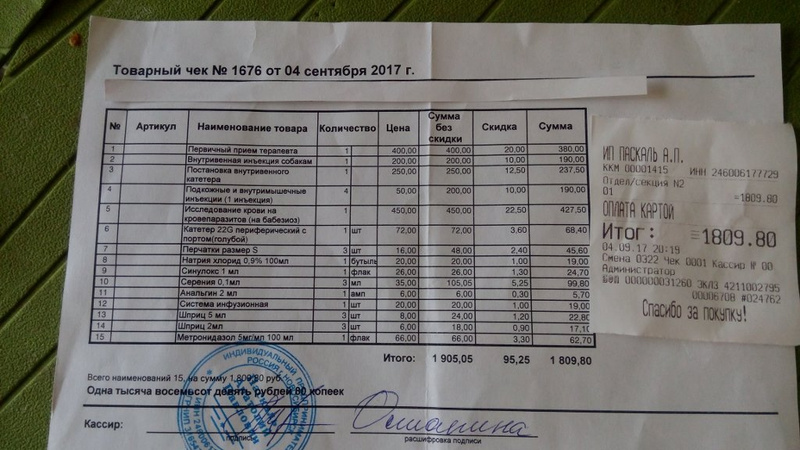 Товарный чек № 1676 от 04 сентября 2017 г.
№ Артикул Наименование товара Количество Цена Сумма без скидки Скидка Сумма
1 Первичный прием терапевта 1 400,00 400,00 20,00 380,00
2 Внутривенная инъекция собакам 1 200,00 200,00 10,00 190,00
3 Постановка внутривенного катетера 1 250,00 250,00 12,50 237,50
4 Подкожные и внутримышечные инъекции (1 инъекция) 4 50,00 200,00 10,00 190,00
5 Исследование крови на кровепаразитов (на бабезиоз) 1 450,00 450,00 22,50 427,50
6 Катетер 22G периферический с портом(голубой) 1 шт 72,00 72,00 3,60 68,40
7 Перчатки размер S 3 шт 16,00 48,00 2,40 45,60
8 Натрия хлорид 0,9% 100мл 1 бутыль 20,00 20,00 1,00 19,00
9 Синулокс 1 мл 1 флак 26,00 26,00 1,30 24,70
10 Серения 0,1мл 3 мл 35,00 105,05 5,25 99,80
11 Анальгин 2 мл 1 амп 6,00 6,00 0,30 5,70
12 Система инфузионная 1 шт 20,00 20,00 1,00 19,00
13 Шприц 5 мл 3 шт 8,00 24,00 1,20 22,80
14 Шприц 2мл 3 шт 6,00 18,00 0,90 17,10
15 Метронидазол 5мг/мл 100 мл 1 флак 66,00 66,00 3,30 62,70
Итого: 1 905,05 95,25 1 809,80
Всего наименований 15, на сумму 1 809,80 руб.
Одна тысяча восемьсот девять рублей 80 копеек
Кассир:
подписи
расшифровка подписи
ИНДИВИДУАЛЬНЫЙ
РОССИЯ
ИП ПАСКАЛЬ А.П.
ККМ 00001415 ИНН 246006177729
Отдел/секция N2
01 =1809.80
ОПЛАТА КАРТОЙ
Итог: =1809.80
04.09.17 20:19
Смена 0322 Чек 0001 Кассир № 00
Администратор
000000031260 ЭКЛЗ 4211002795
00006708 #024762
Спасибо за покупку!